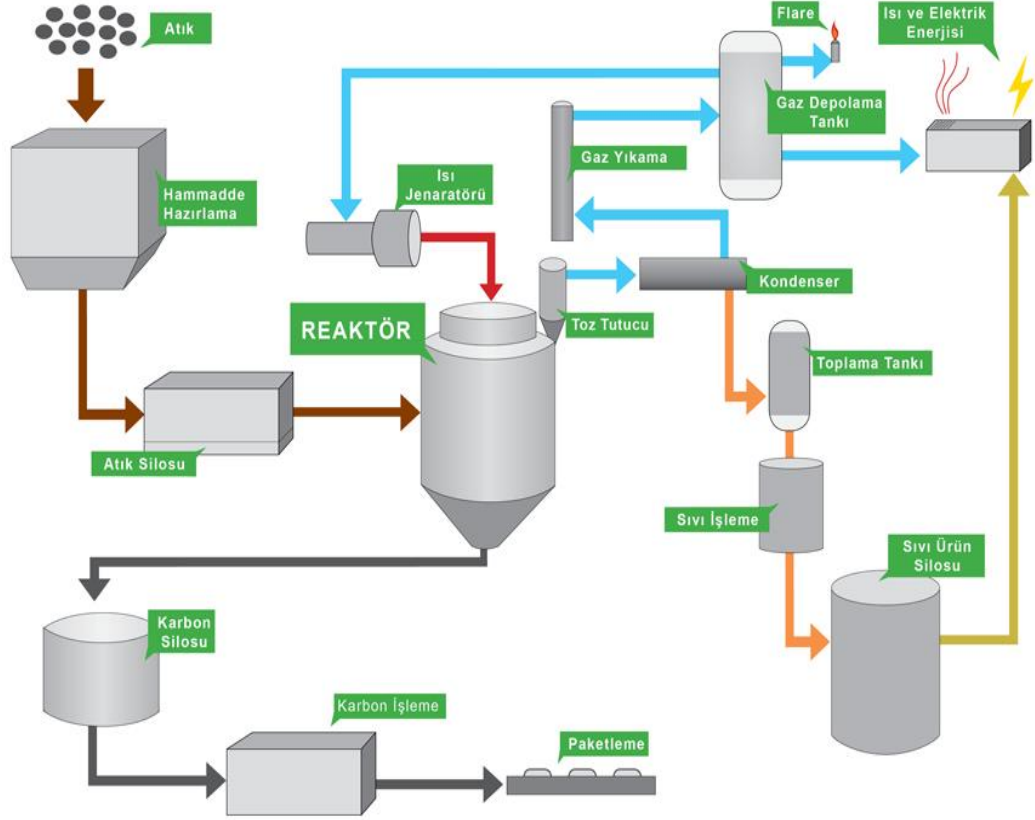 Atık
Flare
Isı ve Elektrik
Enerjisi
Gaz Depolama
Tankı
Gaz Yıkama
Isı
Jenaratörü
Hammadde
Hazırlama
Kondenser
REAKTÖR
Toz Tutucu
Toplama Tankı
Atık Silosu
Sıvı İşleme
Sıvı Ürün
Silosu
Karbon
Silosu
Karbon İşleme
Paketleme